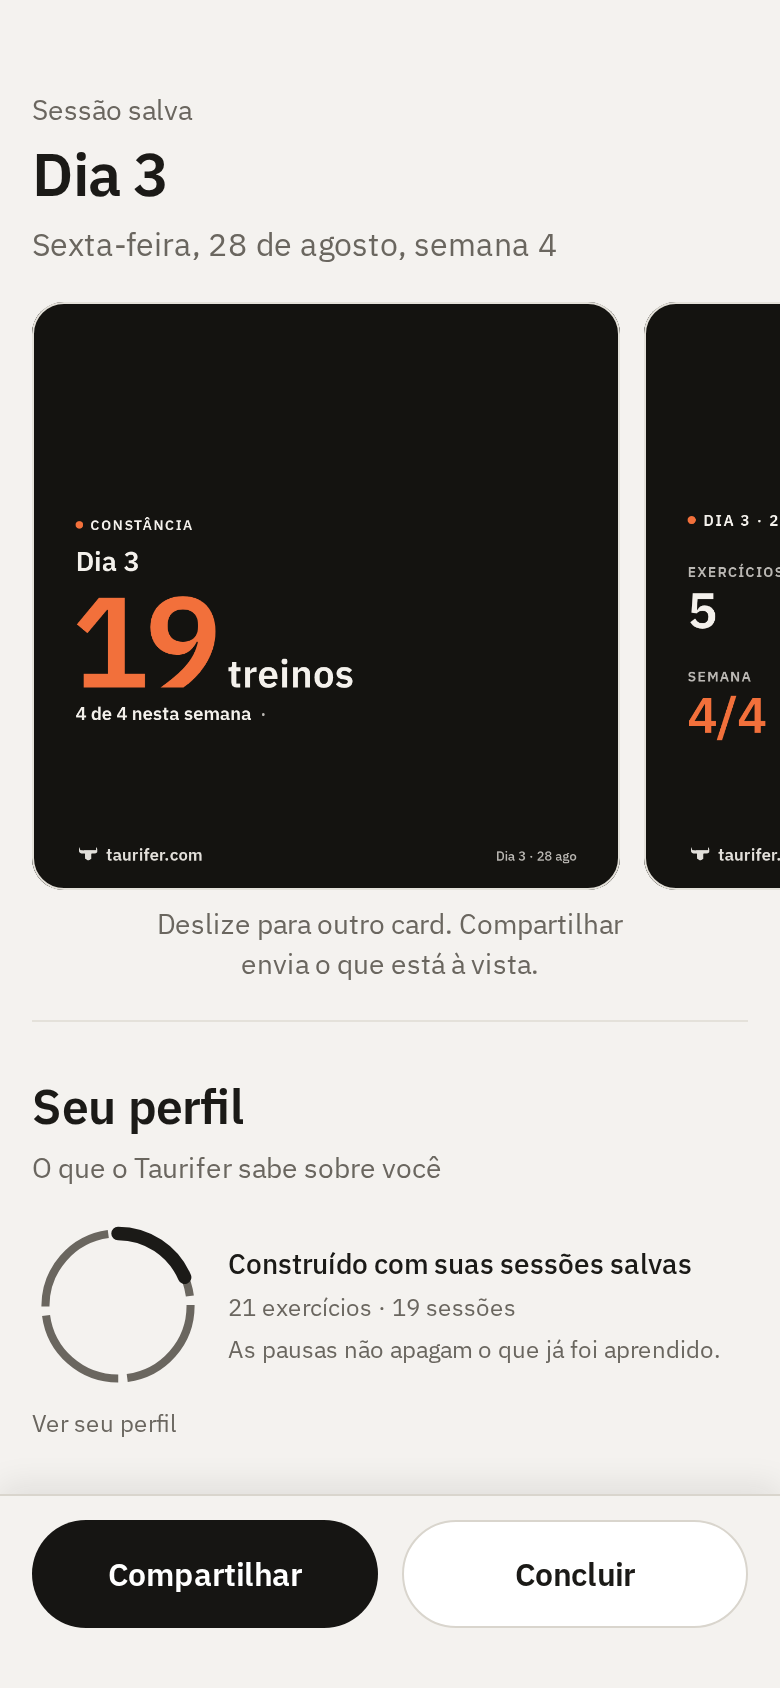 Sessão salva
Dia 3
Sexta-feira, 28 de agosto, semana 4
CONSTÂNCIA
Dia 3
19 treinos
4 de 4 nesta semana ·
taurifer.com
Dia 3 · 28 ago
DIA 3 · 2
EXERCÍCIOS
5
SEMANA
4/4
taurifer.
Deslize para outro card. Compartilhar
envia o que está à vista.
Seu perfil
O que o Taurifer sabe sobre você
Construído com suas sessões salvas
21 exercícios · 19 sessões
As pausas não apagam o que já foi aprendido.
Ver seu perfil
Compartilhar
Concluir